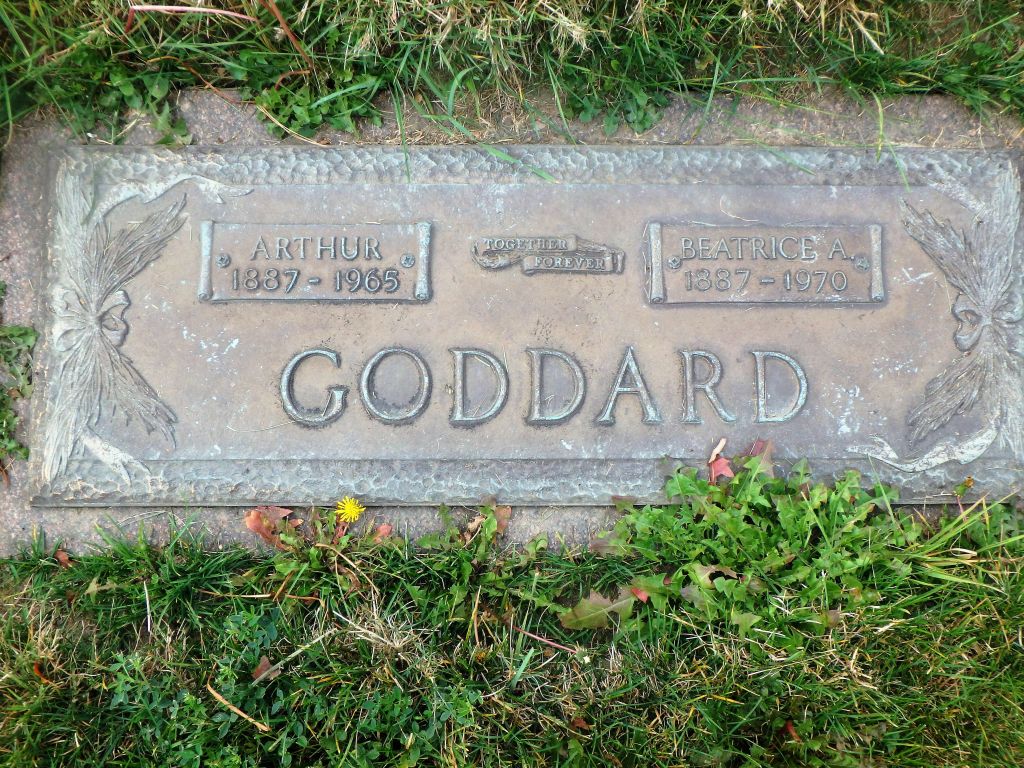 ARTHUR
1887 - 1965
TOGETHER
FOREVER
BEATRICE A.
1887 - 1970
GODDARD